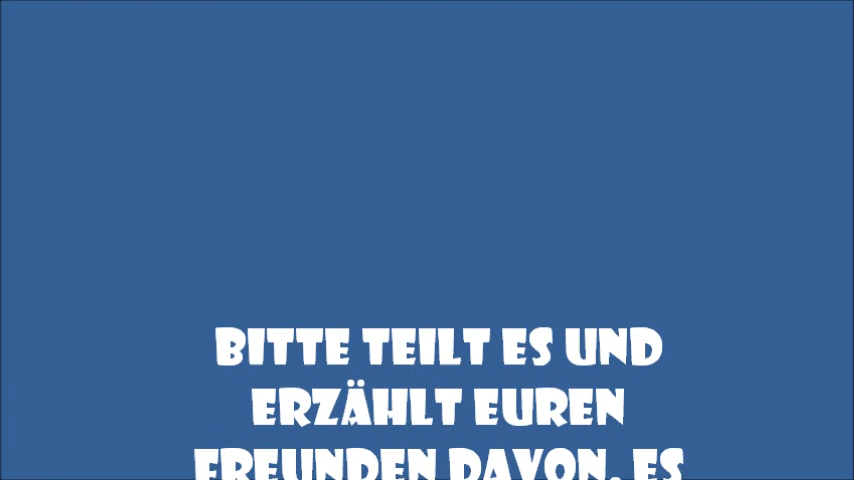 BITTE TEILT ES UND
ERZÄHLT EUREN
FREUNDEN DAVON. ES